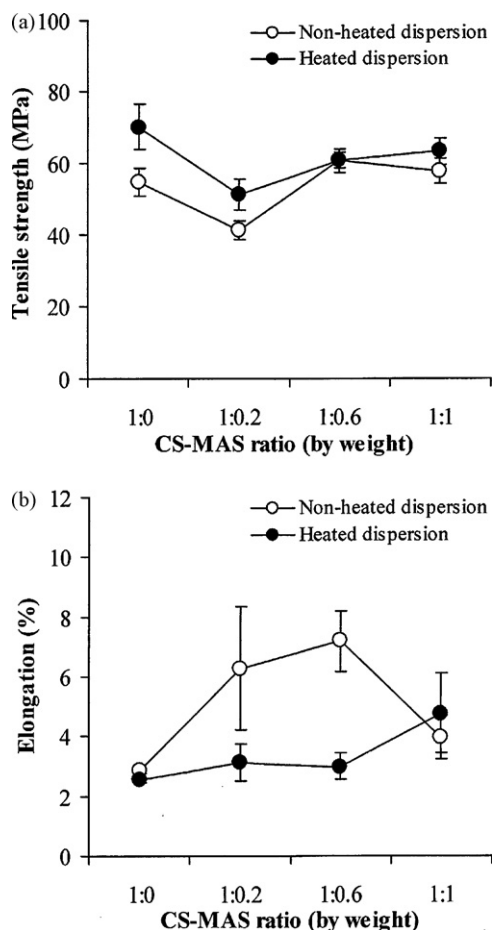 (a)
100
80
60
40
20
0
Tensile strength (MPa)
Non-heated dispersion
Heated dispersion
1:0 1:0.2 1:0.6 1:1
CS-MAS ratio (by weight)
(b)
12
10
8
6
4
2
0
Elongation (%)
Non-heated dispersion
Heated dispersion
1:0 1:0.2 1:0.6 1:1
CS-MAS ratio (by weight)